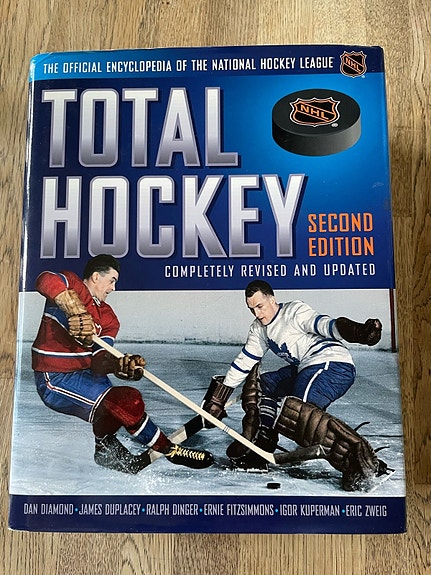 THE OFFICIAL ENCYCLOPEDIA OF THE NATIONAL HOCKEY LEAGUE
NHL
NHL
TOTAL
HOCKEY
SECOND
EDITION
COMPLETELY REVISED AND UPDATED
DAN DIAMOND • JAMES DUPLACEY • RALPH DINGER • ERNIE FITZSIMMONS • IGOR KUPERMAN • ERIC ZWEIG